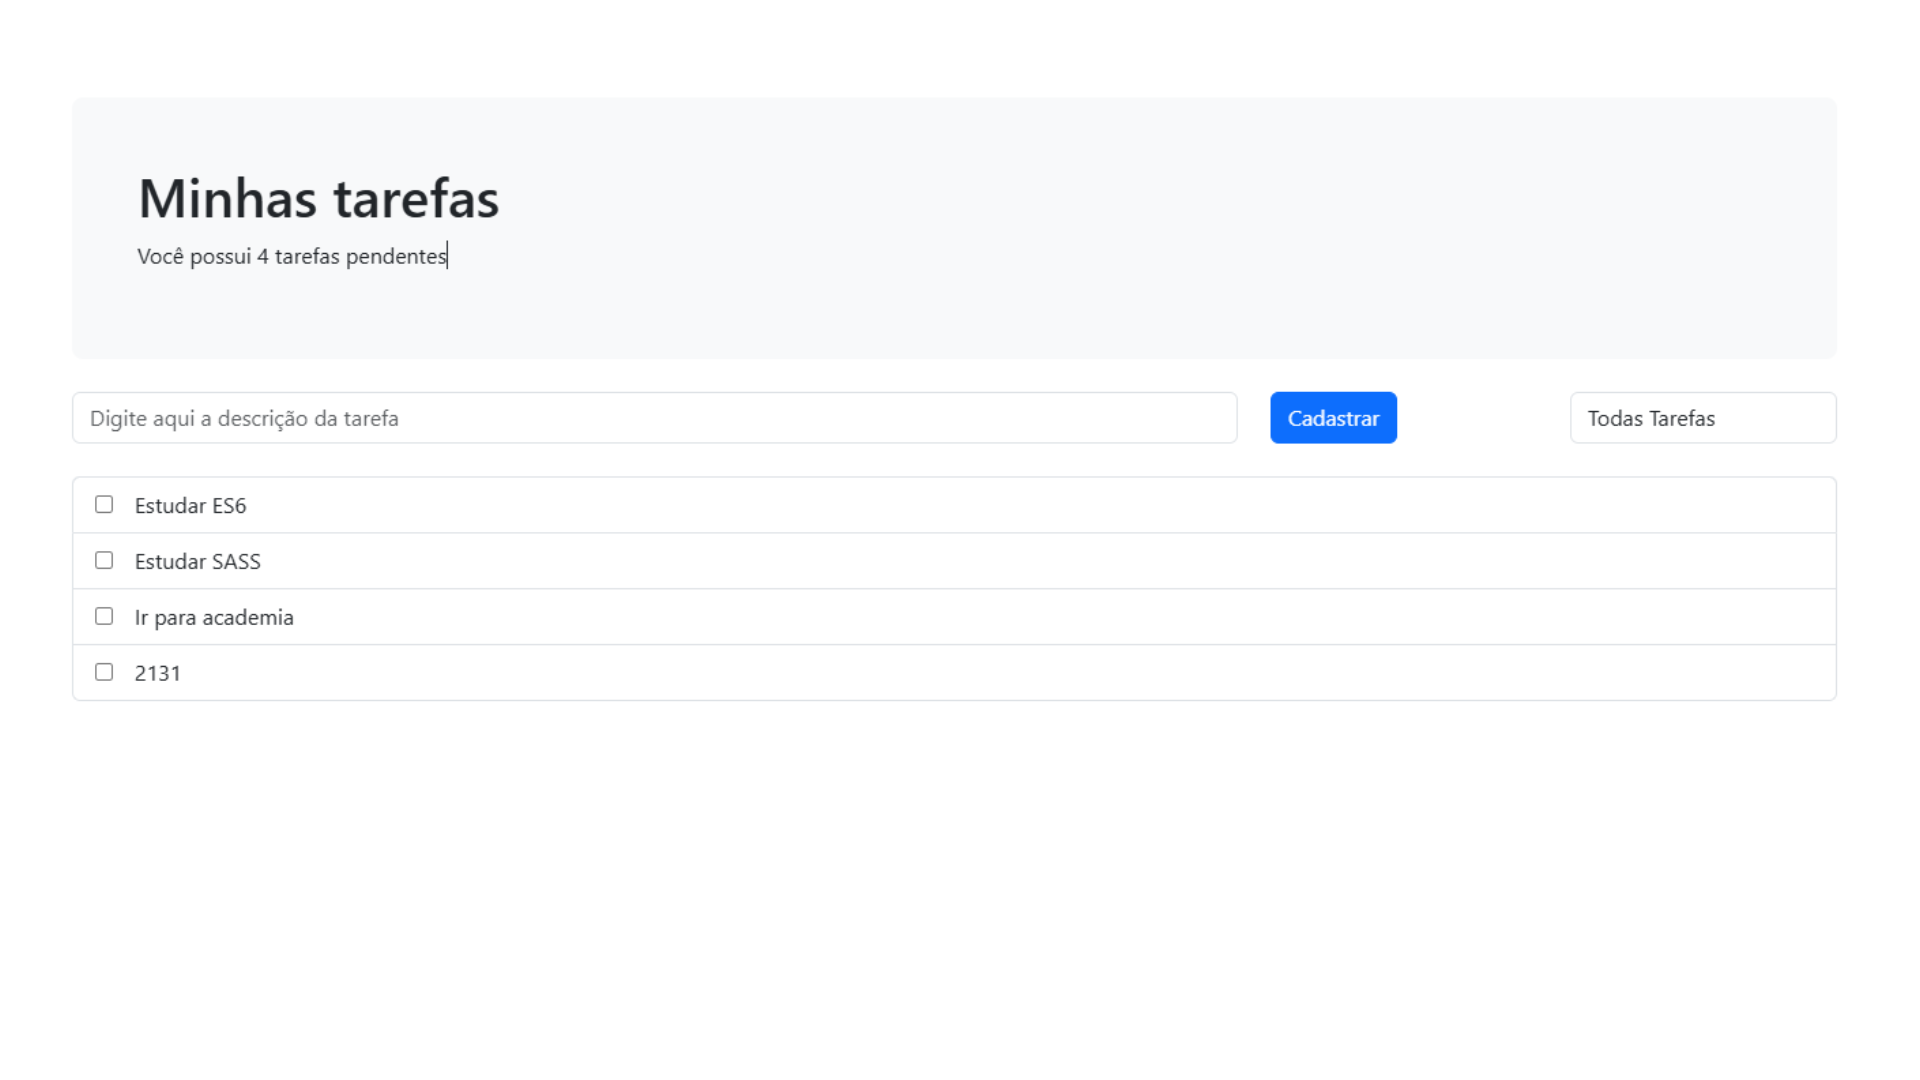 Minhas tarefas
Você possui 4 tarefas pendentes
Digite aqui a descrição da tarefa
Cadastrar
Todas Tarefas
Estudar ES6
Estudar SASS
Ir para academia
2131